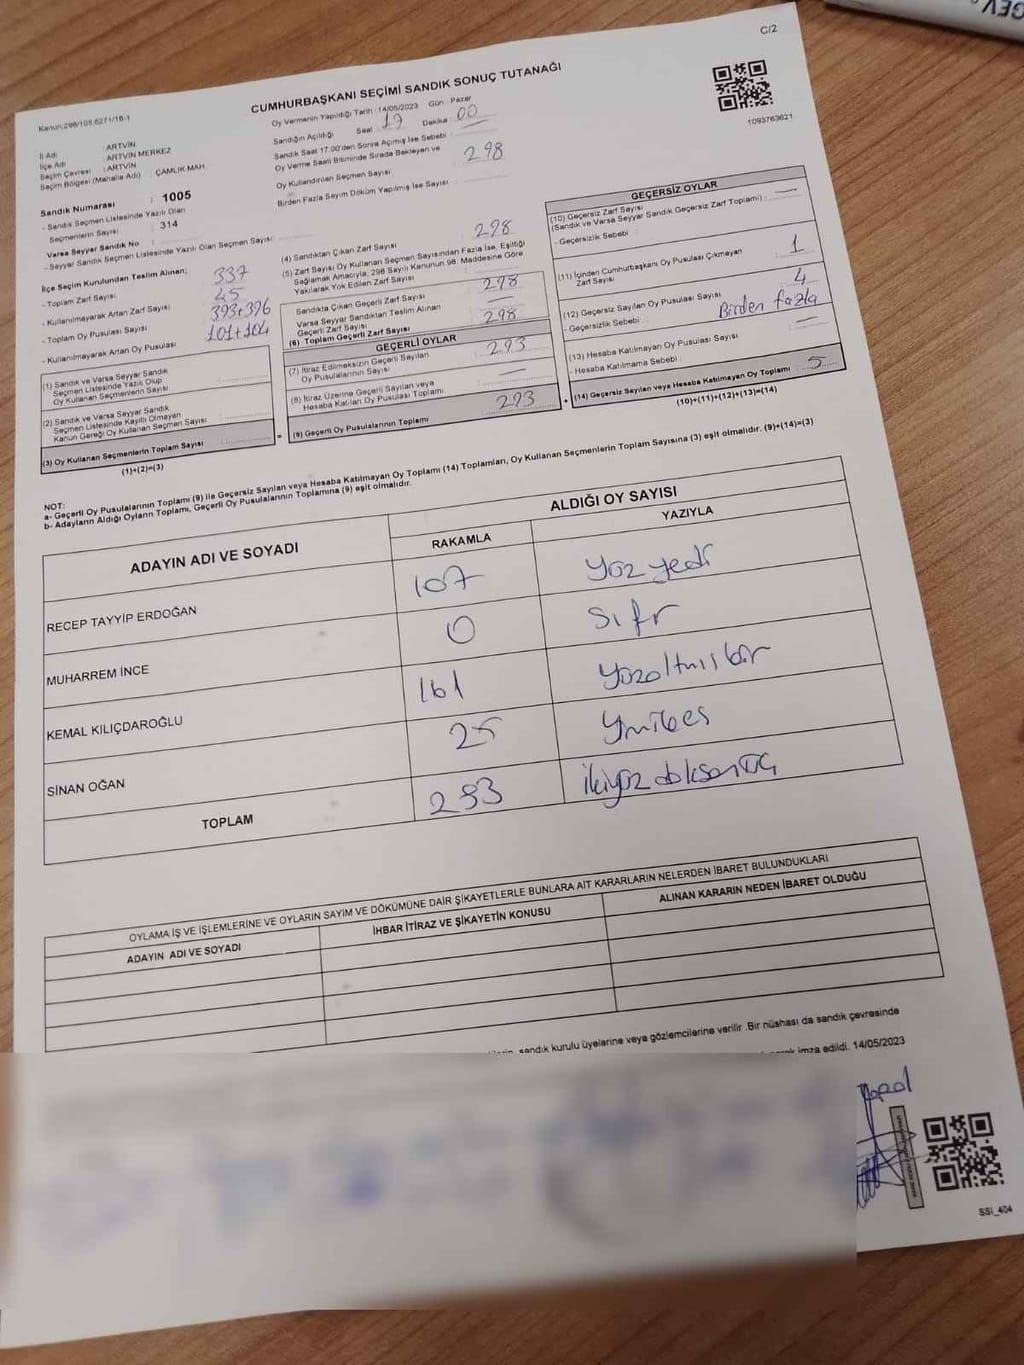 C/2
CUMHURBAŞKANI SEÇİMİ SANDIK SONUÇ TUTANAĞI
Kanun:298/105,6271/18-1
1093763621
İl Adı : ARTVİN
İlçe Adı : ARTVİN MERKEZ
Seçim Çevresi : ARTVİN
Seçim Bölgesi (Mahalle Adı) : ÇAMLIK MAH.
Sandık Numarası : 1005
- Sandık Seçmen Listesinde Yazılı Olan
Seçmenlerin Sayısı : 314
Varsa Seyyar Sandık No :
- Seyyar Sandık Seçmen Listesinde Yazılı Olan Seçmen Sayısı:
İlçe Seçim Kurulundan Teslim Alınan;
- Toplam Zarf Sayısı 337
- Kullanılmayarak Artan Zarf Sayısı 45
- Toplam Oy Pusulası Sayısı 393+396
- Kullanılmayarak Artan Oy Pusulası 101+104
(1) Sandık ve Varsa Seyyar Sandık
Seçmen Listesinde Yazılı Olup
Oy Kullanan Seçmenlerin Sayısı
(2) Sandık ve Varsa Seyyar Sandık
Seçmen Listesinde Kayıtlı Olmayan
Kanun Gereği Oy Kullanan Seçmen Sayısı
(3) Oy Kullanan Seçmenlerin Toplam Sayısı
(1)+(2)=(3)
Oy Vermenin Yapıldığı Tarih : 14/05/2023 Gün : Pazar
Sandığın Açıldığı Saat : 17 Dakika : 00
Sandık Saat 17.00'den Sonra Açılmış İse Sebebi : —
Oy Verme Saati Bitiminde Sırada Bekleyen ve
Oy Kullandırılan Seçmen Sayısı : 298
Birden Fazla Sayım Döküm Yapılmış İse Sayısı :
(4) Sandıktan Çıkan Zarf Sayısı 298
(5) Zarf Sayısı Oy Kullanan Seçmen Sayısından Fazla İse, Eşitliği
Sağlamak Amacıyla, 298 Sayılı Kanunun 98. Maddesine Göre
Yakılarak Yok Edilen Zarf Sayısı —
Sandıkta Çıkan Geçerli Zarf Sayısı 298
Varsa Seyyar Sandıktan Teslim Alınan
Geçerli Zarf Sayısı —
(6) Toplam Geçerli Zarf Sayısı 298
GEÇERLİ OYLAR
(7) İtiraz Edilmeksizin Geçerli Sayılan
Oy Pusulalarının Sayısı 293
(8) İtiraz Üzerine Geçerli Sayılan veya
Hesaba Katılan Oy Pusulası Toplamı —
(9) Geçerli Oy Pusulalarının Toplamı 293
GEÇERSİZ OYLAR
(10) Geçersiz Zarf Sayısı
(Sandık ve Varsa Seyyar Sandık Geçersiz Zarf Toplamı) : —
- Geçersizlik Sebebi :
(11) İçinden Cumhurbaşkanı Oy Pusulası Çıkmayan
Zarf Sayısı 1
(12) Geçersiz Sayılan Oy Pusulası Sayısı 4
- Geçersizlik Sebebi : Birden fazla
(13) Hesaba Katılmayan Oy Pusulası Sayısı —
- Hesaba Katılmama Sebebi :
(14) Geçersiz Sayılan veya Hesaba Katılmayan Oy Toplamı : 5
(10)+(11)+(12)+(13)=(14)
NOT:
a- Geçerli Oy Pusulalarının Toplamı (9) ile Geçersiz Sayılan veya Hesaba Katılmayan Oy Toplamı (14) Toplamları, Oy Kullanan Seçmenlerin Toplam Sayısına (3) eşit olmalıdır. (9)+(14)=(3)
b- Adayların Aldığı Oyların Toplamı, Geçerli Oy Pusulalarının Toplamına (9) eşit olmalıdır.
ADAYIN ADI VE SOYADI
ALDIĞI OY SAYISI
RAKAMLA
YAZIYLA
RECEP TAYYİP ERDOĞAN 107 yüz yedi
MUHARREM İNCE 0 Sıfır
KEMAL KILIÇDAROĞLU 161 yüzaltmışbir
SİNAN OĞAN 25 yirmibeş
TOPLAM 293 ikiyüz doksanüç
OYLAMA İŞ VE İŞLEMLERİNE VE OYLARIN SAYIM VE DÖKÜMÜNE DAİR ŞİKAYETLERLE BUNLARA AİT KARARLARIN NELERDEN İBARET BULUNDUKLARI
ADAYIN ADI VE SOYADI
İHBAR İTİRAZ VE ŞİKAYETİN KONUSU
ALINAN KARARIN NEDEN İBARET OLDUĞU
sandık kurulu üyelerine veya gözlemcilerine verilir .Bir nüshası da sandık çevresinde
imza edildi. 14/05/2023
SSI_404